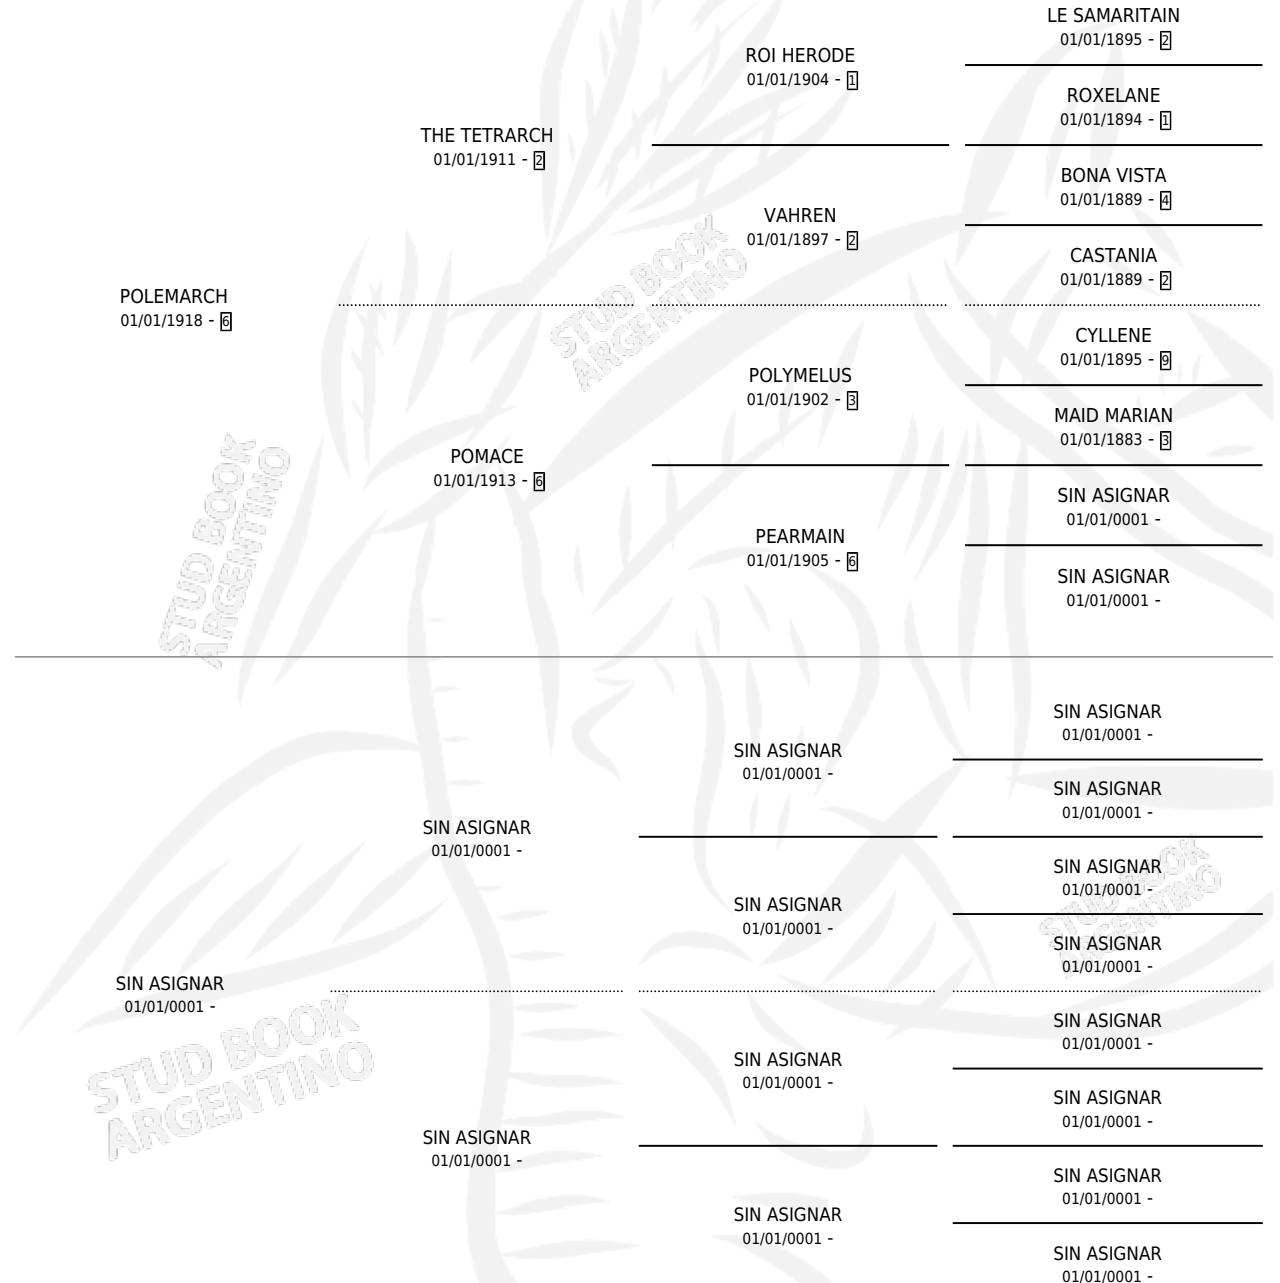 LE SAMARITAIN
01/01/1895 - 2
ROI HERODE
01/01/1904 - 1
ROXELANE
01/01/1894 - 1
THE TETRARCH
01/01/1911 - 2
BONA VISTA
01/01/1889 - 4
VAHREN
01/01/1897 - 2
CASTANIA
01/01/1889 - 2
POLEMARCH
01/01/1918 - 6
CYLLENE
01/01/1895 - 9
POLYMELUS
01/01/1902 - 3
MAID MARIAN
01/01/1883 - 3
POMACE
01/01/1913 - 6
SIN ASIGNAR
01/01/0001 -
PEARMAIN
01/01/1905 - 6
SIN ASIGNAR
01/01/0001 -
STUD BOOK
ARGENTINO
STUD BOOK
ARGENTINO
SIN ASIGNAR
01/01/0001 -
SIN ASIGNAR
01/01/0001 -
SIN ASIGNAR
01/01/0001 -
SIN ASIGNAR
01/01/0001 -
SIN ASIGNAR
01/01/0001 -
SIN ASIGNAR
01/01/0001 -
SIN ASIGNAR
01/01/0001 -
SIN ASIGNAR
01/01/0001 -
SIN ASIGNAR
01/01/0001 -
SIN ASIGNAR
01/01/0001 -
SIN ASIGNAR
01/01/0001 -
SIN ASIGNAR
01/01/0001 -
SIN ASIGNAR
01/01/0001 -
SIN ASIGNAR
01/01/0001 -
SIN ASIGNAR
01/01/0001 -
STUD BOOK
ARGENTINO
STUD BOOK
ARGENTINO